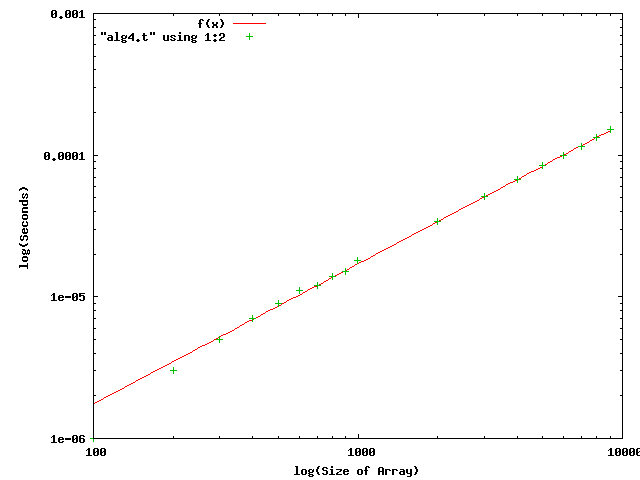 0.001
f(x)
"alg4.t" using 1:2
0.0001
log(Seconds)
1e-05
1e-06
100
1000
10000
log(Size of Array)